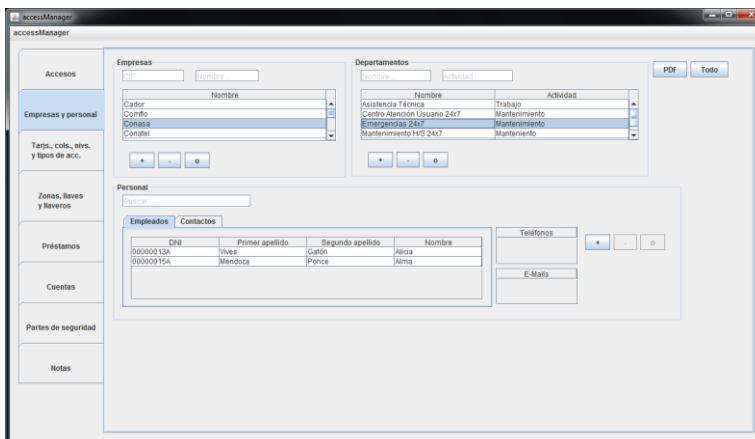 accessManager
accessManager
Accesos
Empresas y personal
Tarjs., cols., nivs.
y tipos de acc.
Zonas, llaves
y llaveros
Préstamos
Cuentas
Partes de seguridad
Notas
Empresas
CIF... Nombre...
Nombre
Cador
Comflo
Conasa
Conatel
+ - o
Departamentos
Nombre... Actividad...
Nombre Actividad
Asistencia Técnica Trabajo
Centro Atención Usuario 24x7 Mantenimiento
Emergencias 24x7 Mantenimiento
Mantenimiento H/S 24x7 Manteniento
+ - o
PDF Todo
Personal
Buscar...
Empleados Contactos
DNI Primer apellido Segundo apellido Nombre
00000013A Vives Gatón Alicia
00000015A Mendoza Ponce Alma
Teléfonos
E-Mails
+ - o